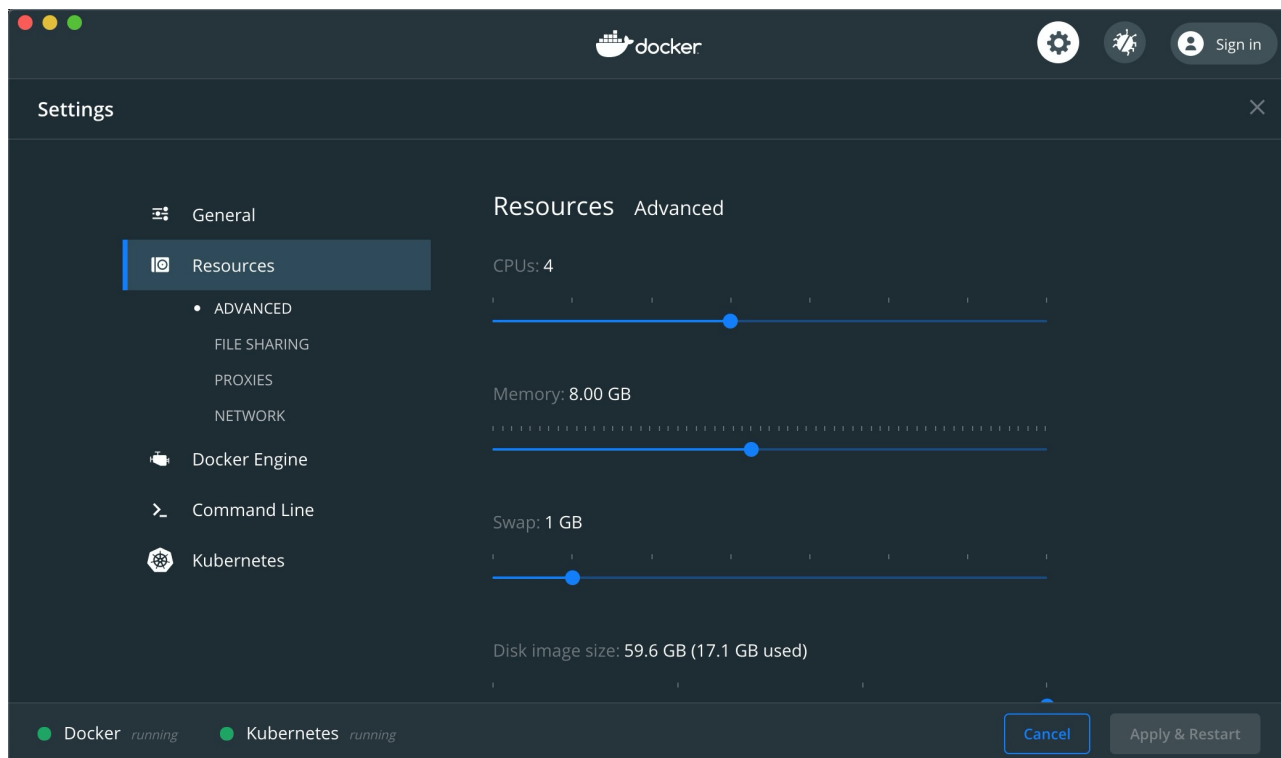 docker
Sign in
Settings
General
Resources
ADVANCED
FILE SHARING
PROXIES
NETWORK
Docker Engine
Command Line
Kubernetes
Resources Advanced
CPUs: 4
Memory: 8.00 GB
Swap: 1 GB
Disk image size: 59.6 GB (17.1 GB used)
Docker running
Kubernetes running
Cancel
Apply & Restart